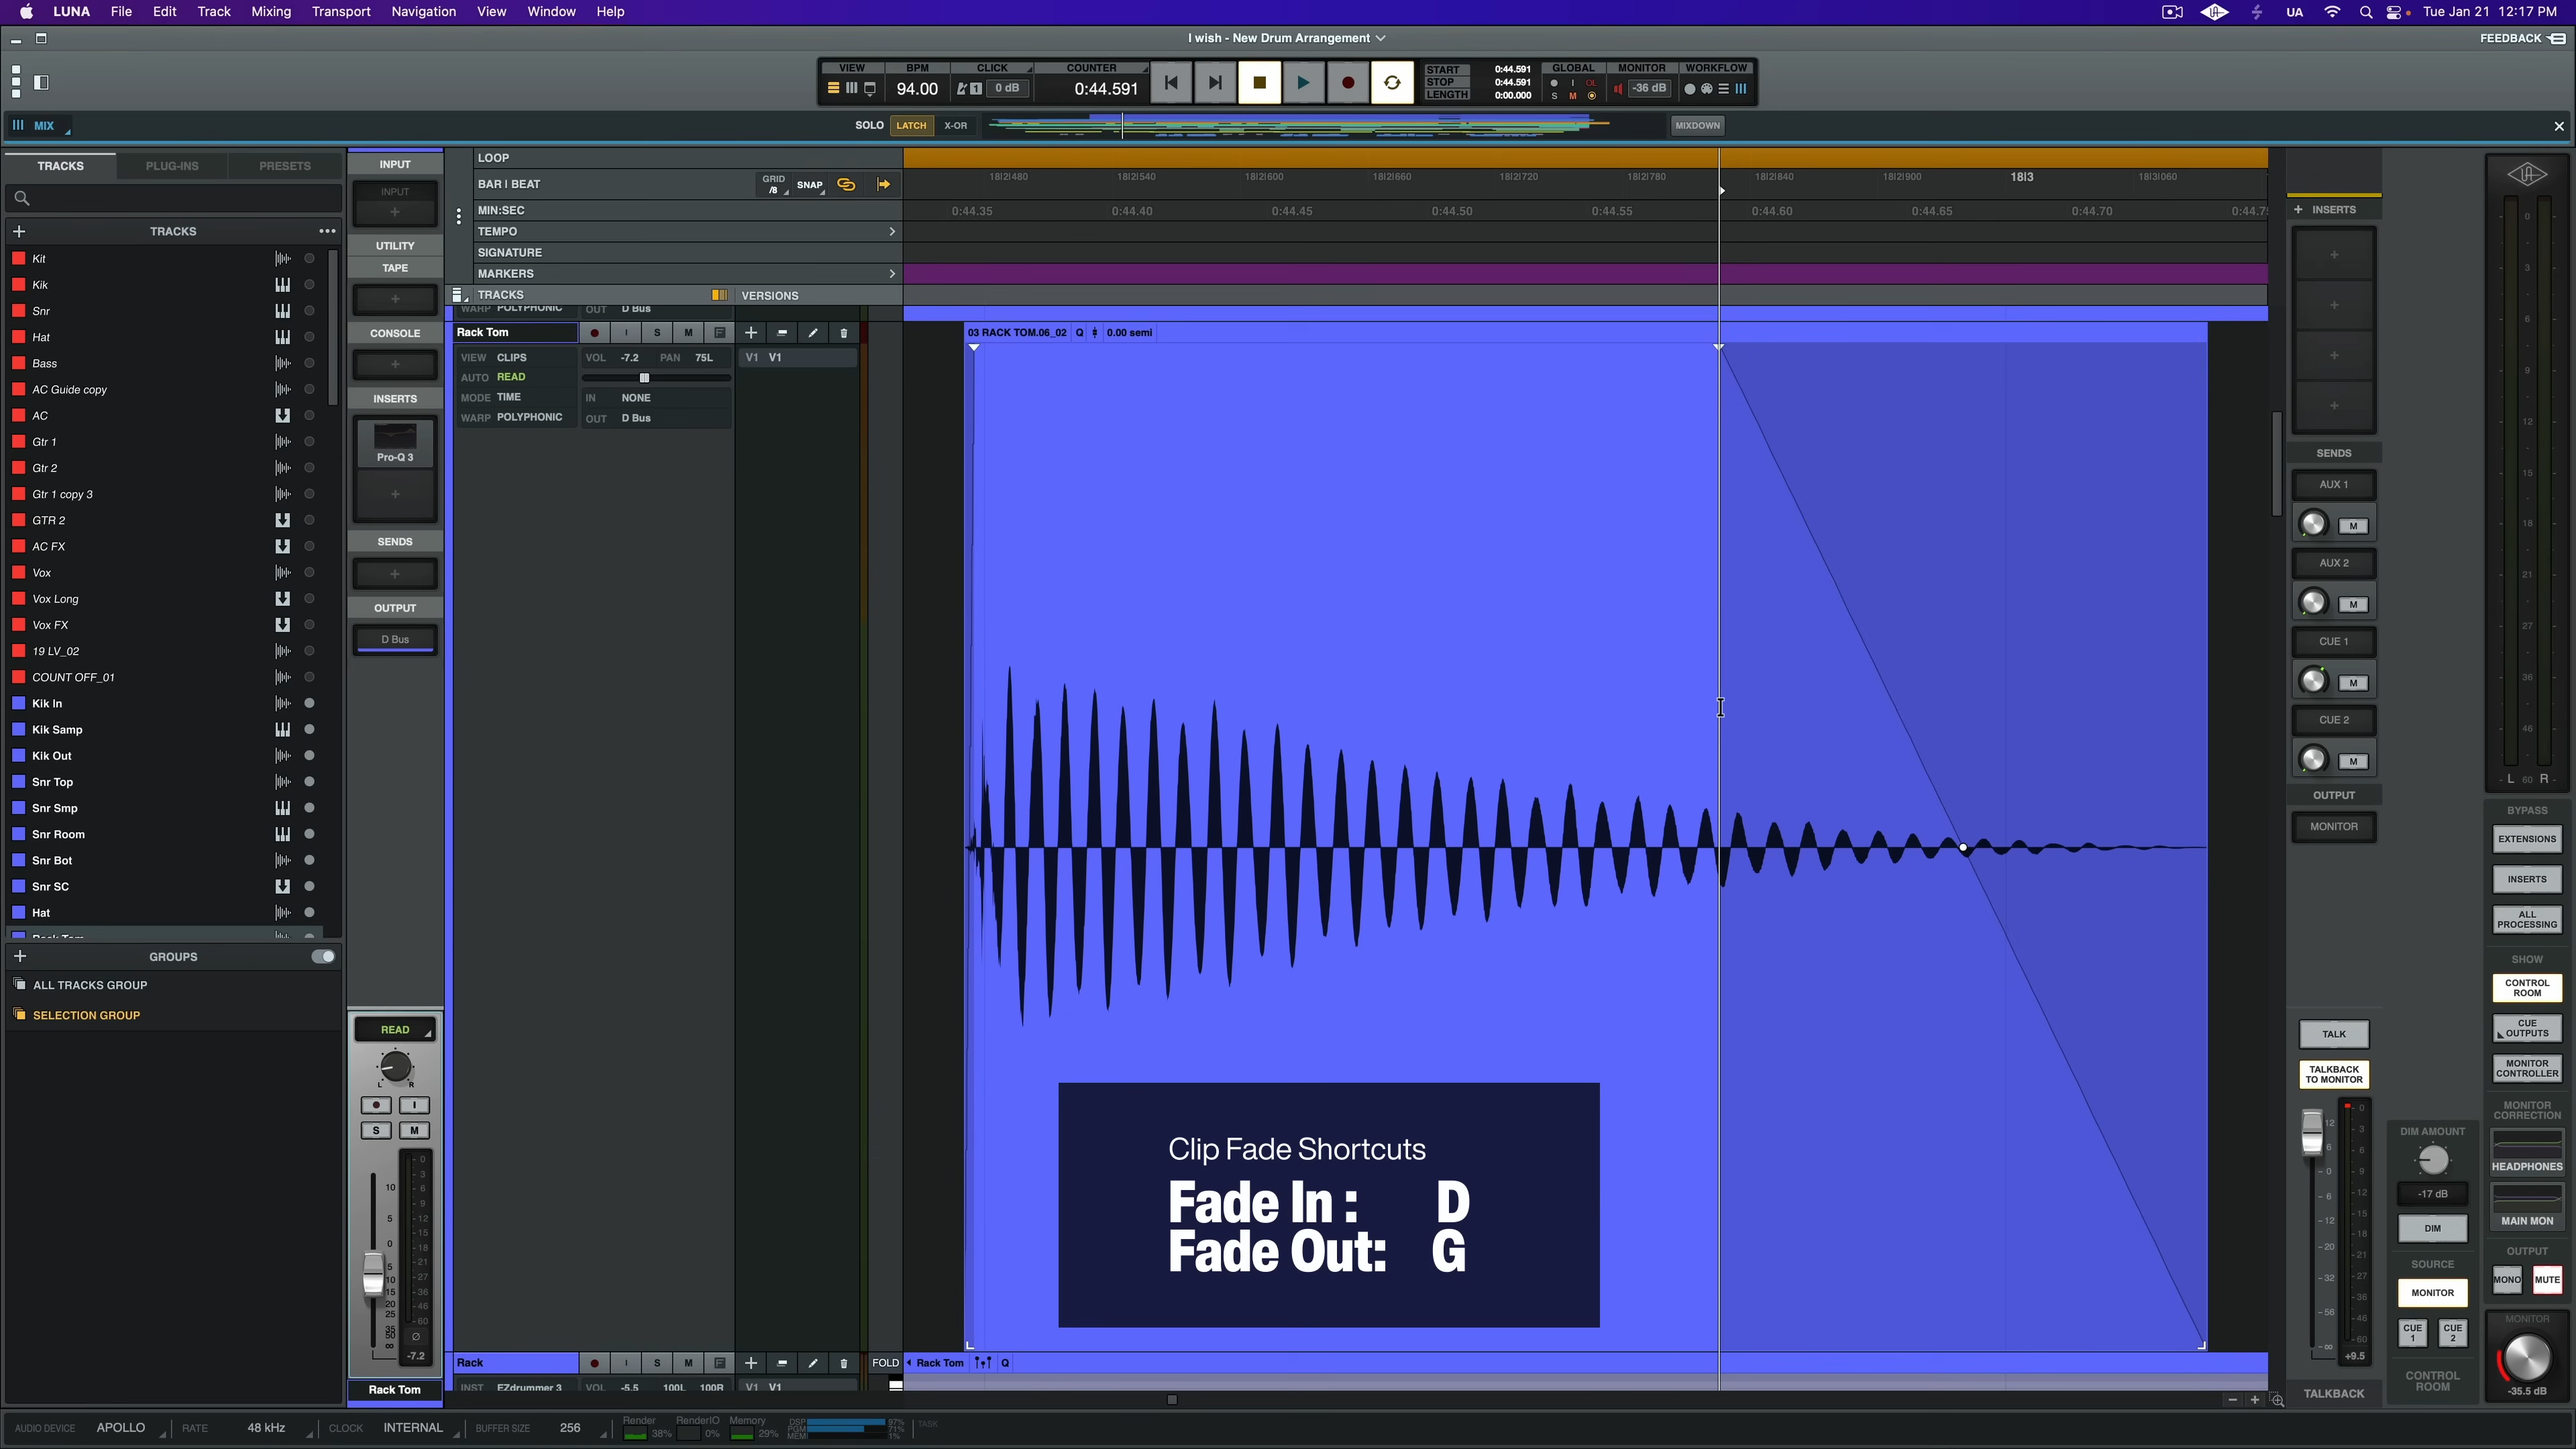 LUNA File Edit Track Mixing Transport Navigation View Window Help UA Tue Jan 21 12:17 PM
I wish - New Drum Arrangement FEEDBACK
VIEW BPM CLICK COUNTER START 0:44.591 GLOBAL MONITOR WORKFLOW
94.00 1 0 dB 0:44.591 STOP 0:44.591 I OL -36 dB
LENGTH 0:00.000 S M
MIX SOLO LATCH X-OR MIXDOWN
TRACKS PLUG-INS PRESETS
TRACKS
Kit
Kik
Snr
Hat
Bass
AC Guide copy
AC
Gtr 1
Gtr 2
Gtr 1 copy 3
GTR 2
AC FX
Vox
Vox Long
Vox FX
19 LV_02
COUNT OFF_01
Kik In
Kik Samp
Kik Out
Snr Top
Snr Smp
Snr Room
Snr Bot
Snr SC
Hat
Rack Tom
GROUPS
ALL TRACKS GROUP
SELECTION GROUP
INPUT
INPUT
UTILITY
TAPE
CONSOLE
INSERTS
Pro-Q 3
SENDS
OUTPUT
D Bus
READ
L R
S M
-7.2
Rack Tom
LOOP
BAR | BEAT GRID /8 SNAP
MIN:SEC
TEMPO
SIGNATURE
MARKERS
TRACKS VERSIONS
18|2|480 18|2|540 18|2|600 18|2|660 18|2|720 18|2|780 18|2|840 18|2|900 18|3 18|3|060
0:44.35 0:44.40 0:44.45 0:44.50 0:44.55 0:44.60 0:44.65 0:44.70
WARP POLYPHONIC OUT D Bus
Rack Tom I S M
VIEW CLIPS VOL -7.2 PAN 75L V1 V1
AUTO READ
MODE TIME IN NONE
WARP POLYPHONIC OUT D Bus
03 RACK TOM.06_02 Q 0.00 semi
Clip Fade Shortcuts
Fade In : D
Fade Out: G
Rack I S M FOLD Rack Tom Q
INST EZdrummer 3 VOL -5.5 100L 100R V1 V1
INSERTS
SENDS
AUX 1
M
AUX 2
M
CUE 1
M
CUE 2
M
OUTPUT
MONITOR
TALK
TALKBACK TO MONITOR
+9.5
TALKBACK
DIM AMOUNT
-17 dB
DIM
SOURCE
MONITOR
CUE 1 CUE 2
CONTROL ROOM
L 60 R
BYPASS
EXTENSIONS
INSERTS
ALL PROCESSING
SHOW
CONTROL ROOM
CUE OUTPUTS
MONITOR CONTROLLER
MONITOR CORRECTION
HEADPHONES
MAIN MON
OUTPUT
MONO MUTE
MONITOR
-35.5 dB
AUDIO DEVICE APOLLO RATE 48 kHz CLOCK INTERNAL BUFFER SIZE 256 Render 38% RenderIO 0% Memory 29% DSP 97% PGM 71% MEM 1% TASK